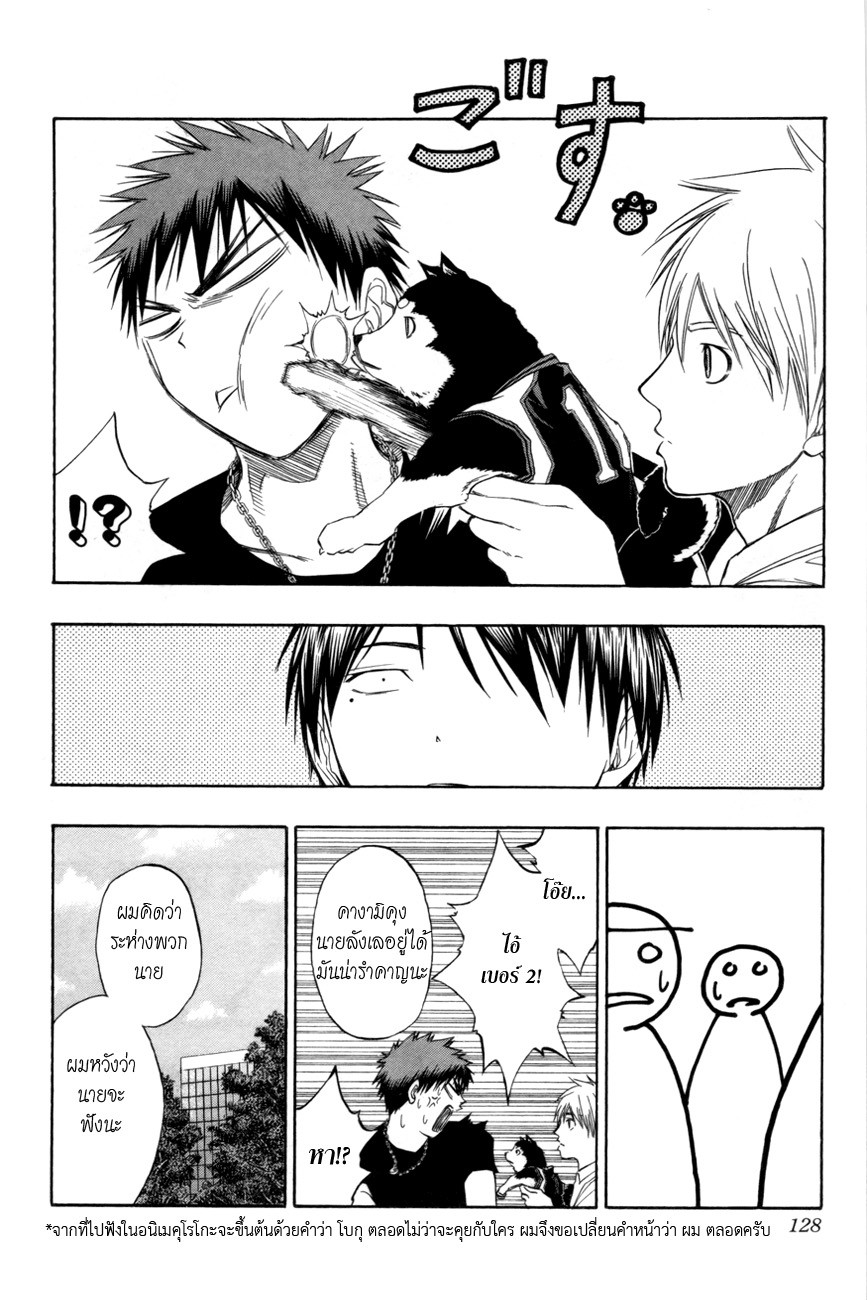 ごす
!?
โอ๊ย...
ไอ้
เบอร์ 2!
คางามิคุง
นายลังเลอยู่ได้
มันน่ารำคาญนะ
หา!?
ผมคิดว่า
ระห่างพวก
นาย
ผมหวังว่า
นายจะ
ฟังนะ
*จากที่ไปฟังในอนิเมคุโรโกะจะขึ้นต้นด้วยคำว่า โบกุ ตลอดไม่ว่าจะคุยกับใคร ผมจึงขอเปลี่ยนคำหน้าว่า ผม ตลอดครับ
128